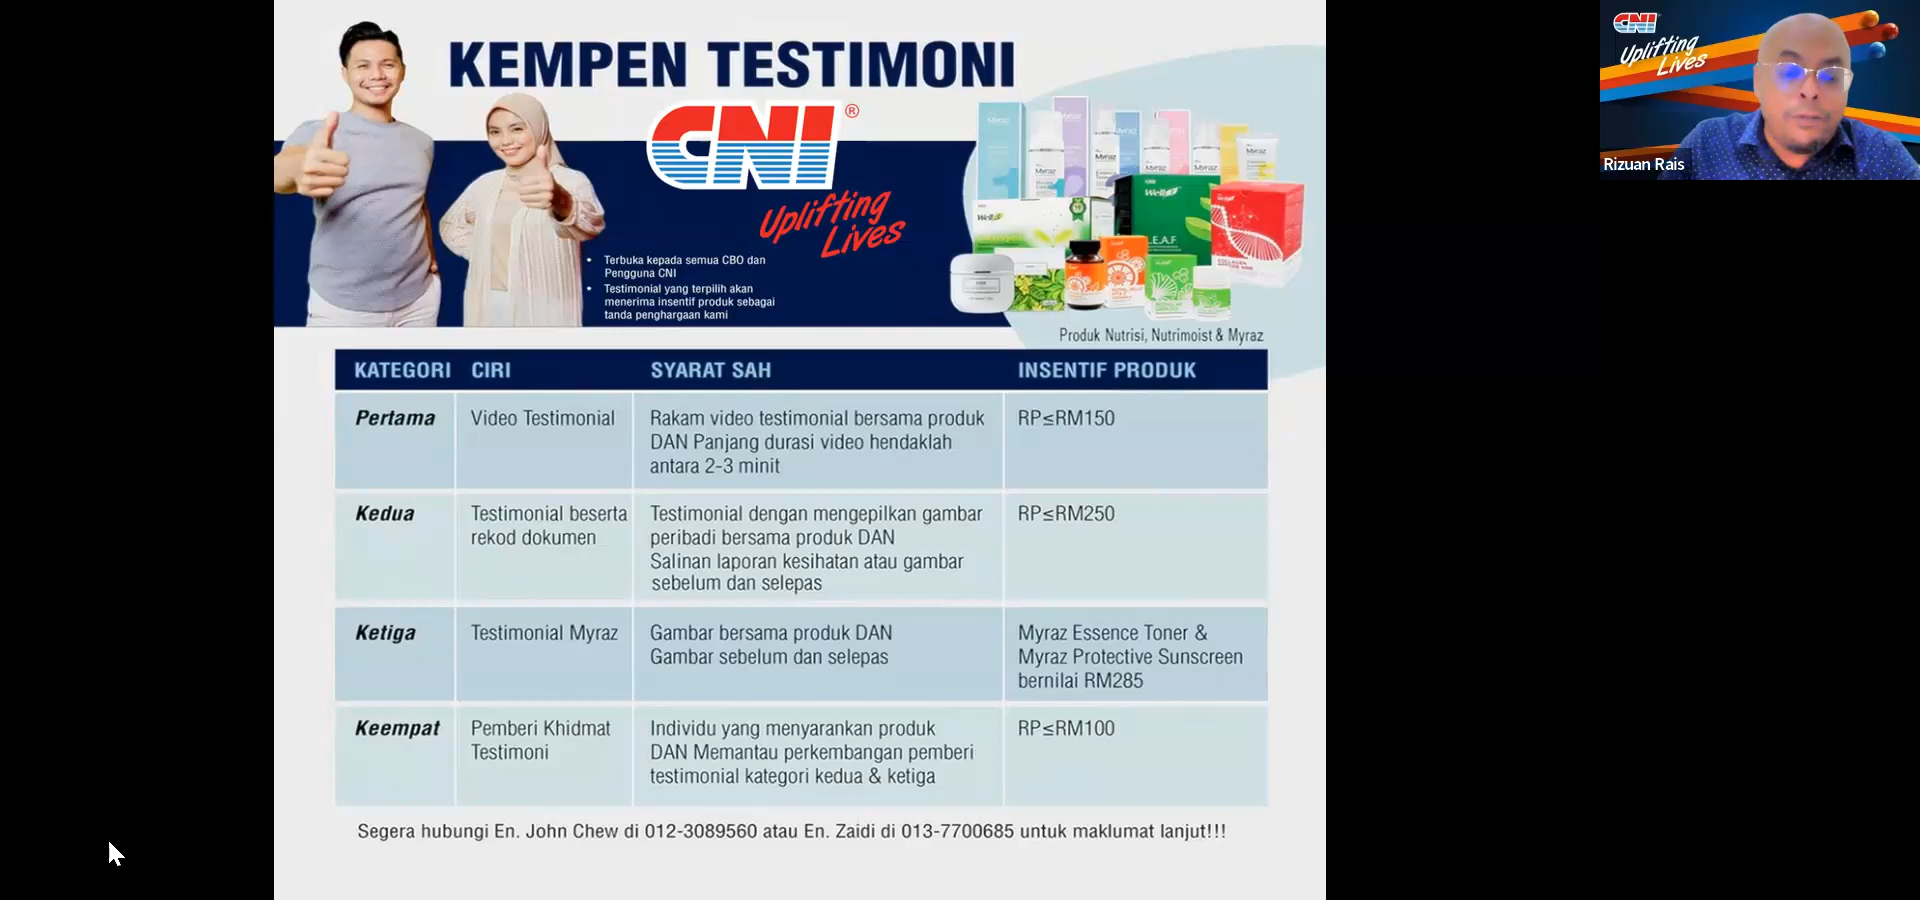 KEMPEN TESTIMONI
CNI®
Uplifting
Lives
• Terbuka kepada semua CBO dan
Pengguna CNI
• Testimonial yang terpilih akan
menerima insentif produk sebagai
tanda penghargaan kami
Myraz
Myraz
Myraz
Myraz
Myraz
Well
Well
L.E.A.F
Produk Nutrisi, Nutrimoist & Myraz
KATEGORI CIRI SYARAT SAH INSENTIF PRODUK
Pertama Video Testimonial Rakam video testimonial bersama produk RP≤RM150
DAN Panjang durasi video hendaklah
antara 2-3 minit
Kedua Testimonial beserta Testimonial dengan mengepilkan gambar RP≤RM250
rekod dokumen peribadi bersama produk DAN
Salinan laporan kesihatan atau gambar
sebelum dan selepas
Ketiga Testimonial Myraz Gambar bersama produk DAN Myraz Essence Toner &
Gambar sebelum dan selepas Myraz Protective Sunscreen
bernilai RM285
Keempat Pemberi Khidmat Individu yang menyarankan produk RP≤RM100
Testimoni DAN Memantau perkembangan pemberi
testimonial kategori kedua & ketiga
Segera hubungi En. John Chew di 012-3089560 atau En. Zaidi di 013-7700685 untuk maklumat lanjut!!!
CNI
Uplifting
Lives
Rizuan Rais